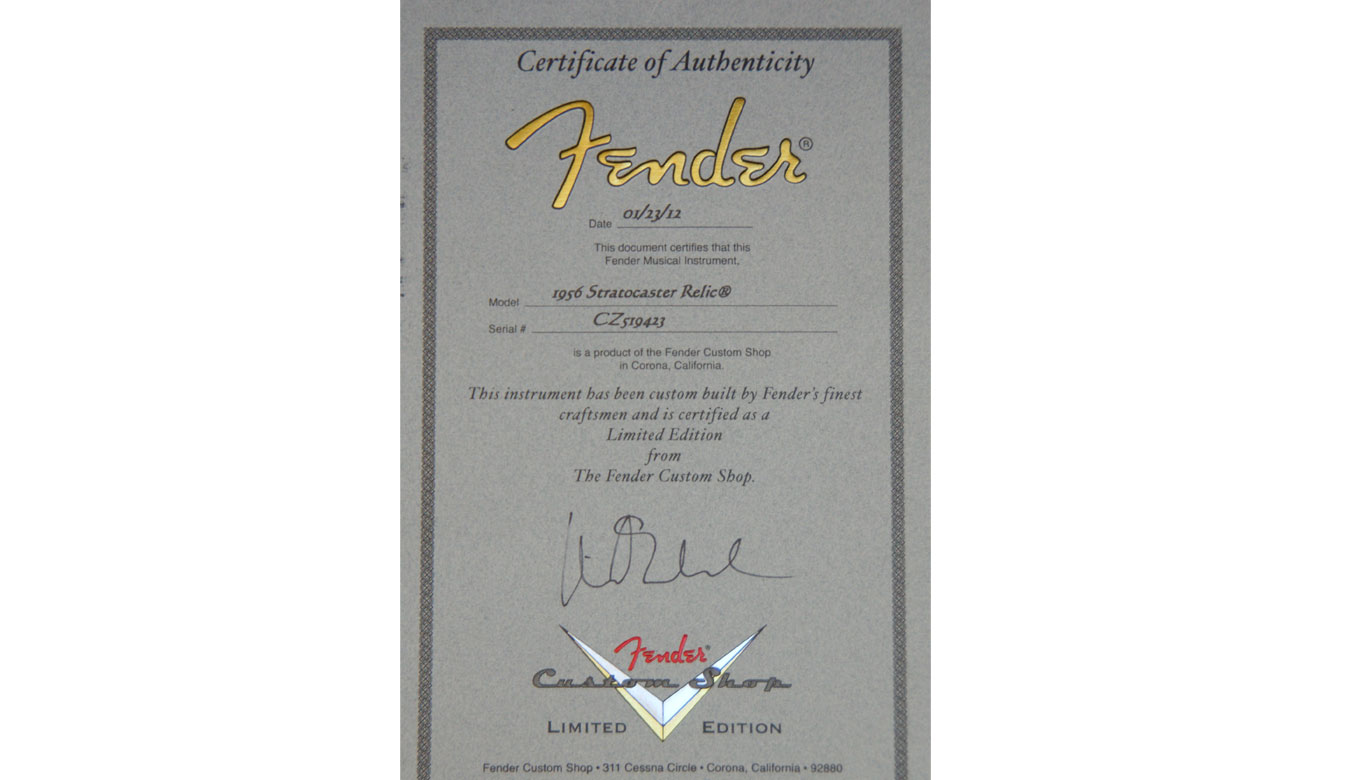 Certificate of Authenticity
Fender®
Date 01/23/12
This document certifies that this
Fender Musical Instrument,
Model 1956 Stratocaster Relic®
Serial # CZ519423
is a product of the Fender Custom Shop
in Corona, California.
This instrument has been custom built by Fender's finest
craftsmen and is certified as a
Limited Edition
from
The Fender Custom Shop.
Fender®
Custom Shop
LIMITED EDITION
Fender Custom Shop • 311 Cessna Circle • Corona, California • 92880